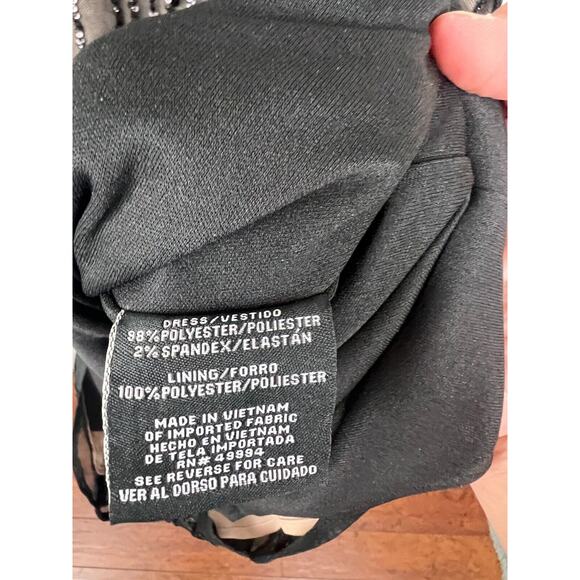 DRESS/VESTIDO
98%POLYESTER/POLIESTER
2% SPANDEX/ELASTÁN
LINING/FORRO
100%POLYESTER/POLIESTER
MADE IN VIETNAM
OF IMPORTED FABRIC
HECHO EN VIETNAM
DE TELA IMPORTADA
RN# 49994
SEE REVERSE FOR CARE
VER AL DORSO PARA CUIDADO